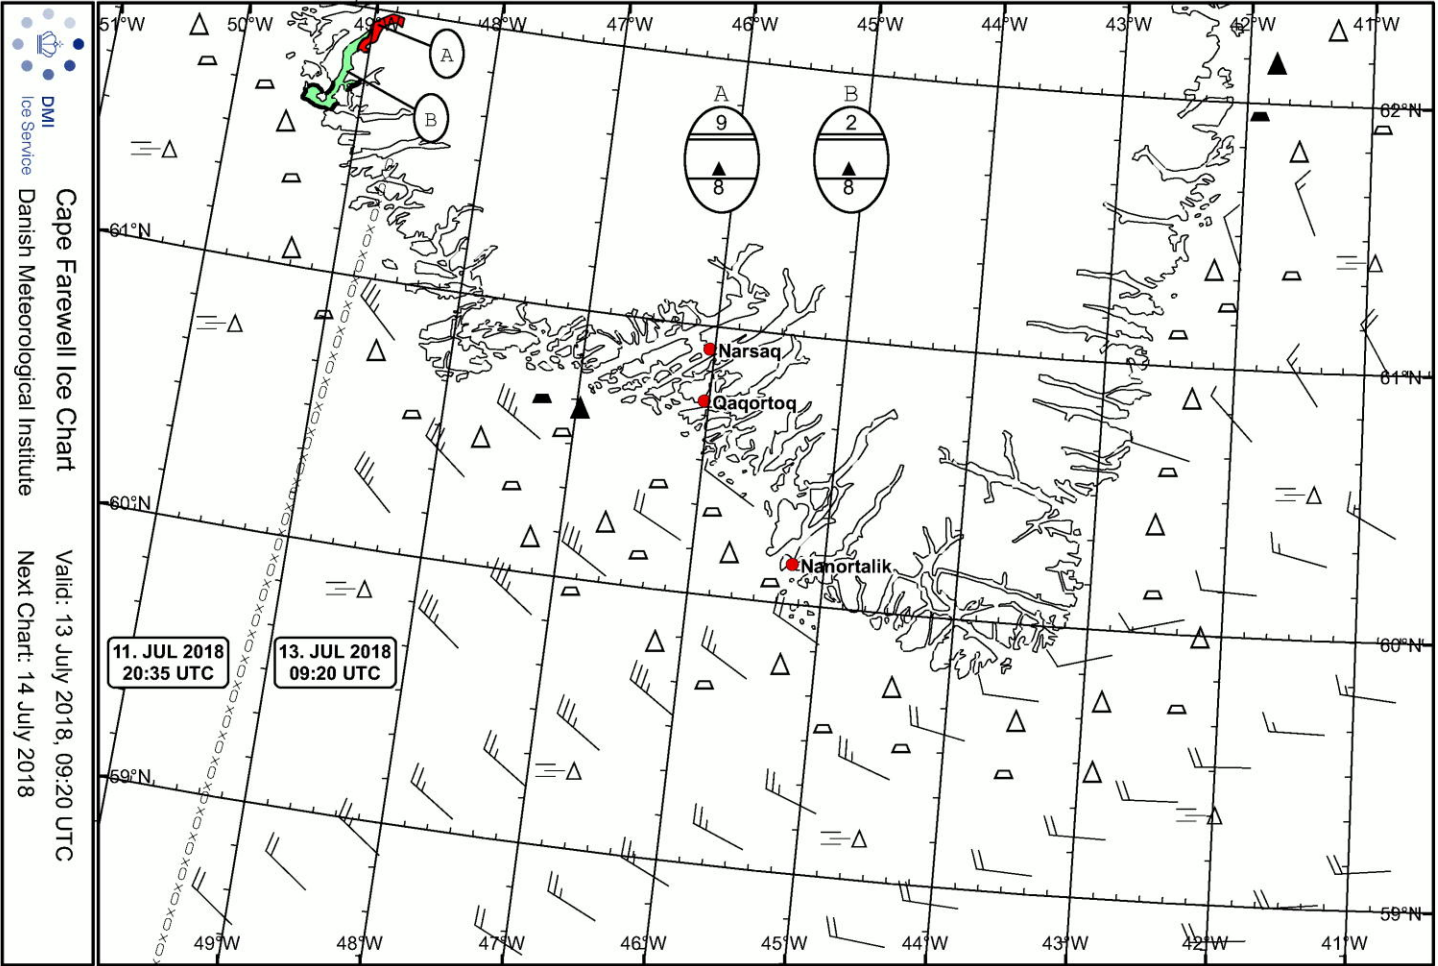 DMI
Ice Service
Cape Farewell Ice Chart
Danish Meteorological Institute
Valid: 13 July 2018, 09:20 UTC
Next Chart: 14 July 2018
51°W 50°W 49°W 48°W 47°W 46°W 45°W 44°W 43°W 42°W 41°W
A
B
A B
9 2
8 8
62°N
61°N
61°N
Narsaq
Qaqortoq
60°N
Nanortalik
60°N
11. JUL 2018
20:35 UTC
13. JUL 2018
09:20 UTC
59°N
59°N
49°W 48°W 47°W 46°W 45°W 44°W 43°W 42°W 41°W